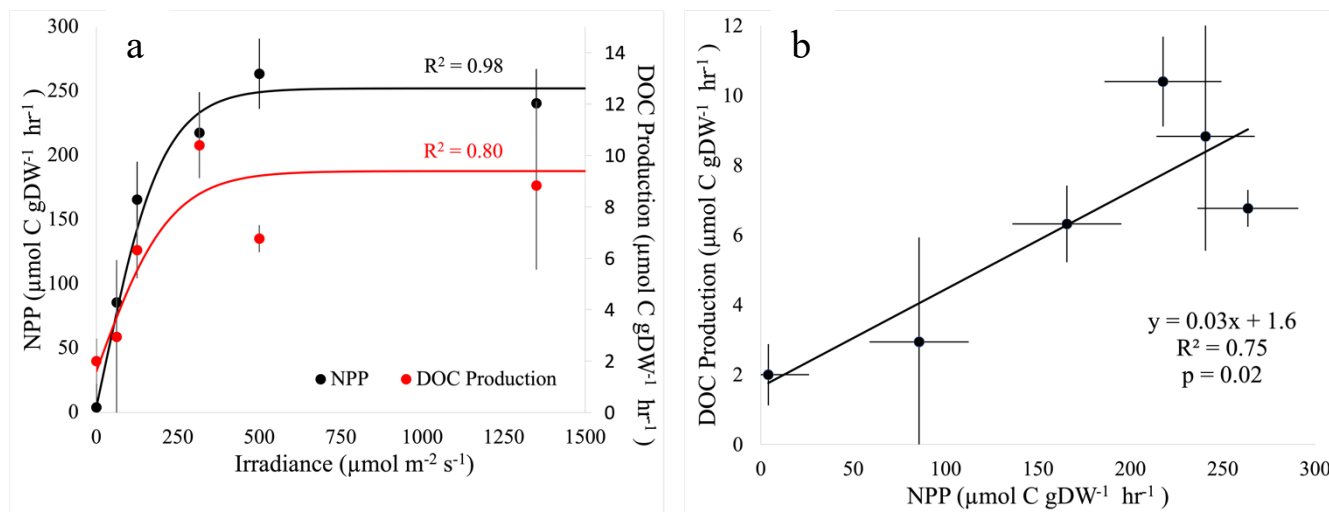 a
300
250
200
150
100
50
0
NPP (µmol C gDW⁻¹ hr⁻¹)
R² = 0.98
R² = 0.80
NPP
DOC Production
14
12
10
8
6
4
2
0
DOC Production (µmol C gDW⁻¹ hr⁻¹)
0 250 500 750 1000 1250 1500
Irradiance (µmol m⁻² s⁻¹)
b
12
10
8
6
4
2
0
DOC Production (µmol C gDW⁻¹ hr⁻¹)
y = 0.03x + 1.6
R² = 0.75
p = 0.02
0 50 100 150 200 250 300
NPP (µmol C gDW⁻¹ hr⁻¹)